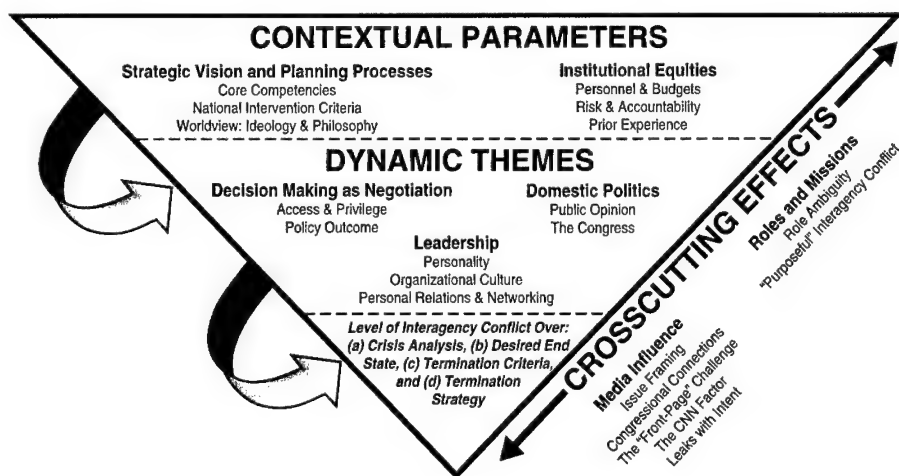 CONTEXTUAL PARAMETERS
Strategic Vision and Planning Processes
Core Competencies
National Intervention Criteria
Worldview: Ideology & Philosophy
Institutional Equities
Personnel & Budgets
Risk & Accountability
Prior Experience
DYNAMIC THEMES
Decision Making as Negotiation
Access & Privilege
Policy Outcome
Domestic Politics
Public Opinion
The Congress
Leadership
Personality
Organizational Culture
Personal Relations & Networking
Level of Interagency Conflict Over:
(a) Crisis Analysis, (b) Desired End
State, (c) Termination Criteria,
and (d) Termination
Strategy
CROSSCUTTING EFFECTS
Roles and Missions
Role Ambiguity
"Purposeful" Interagency Conflict
Media Influence
Issue Framing
Congressional Connections
The "Front-Page" Challenge
The CNN Factor
Leaks with Intent